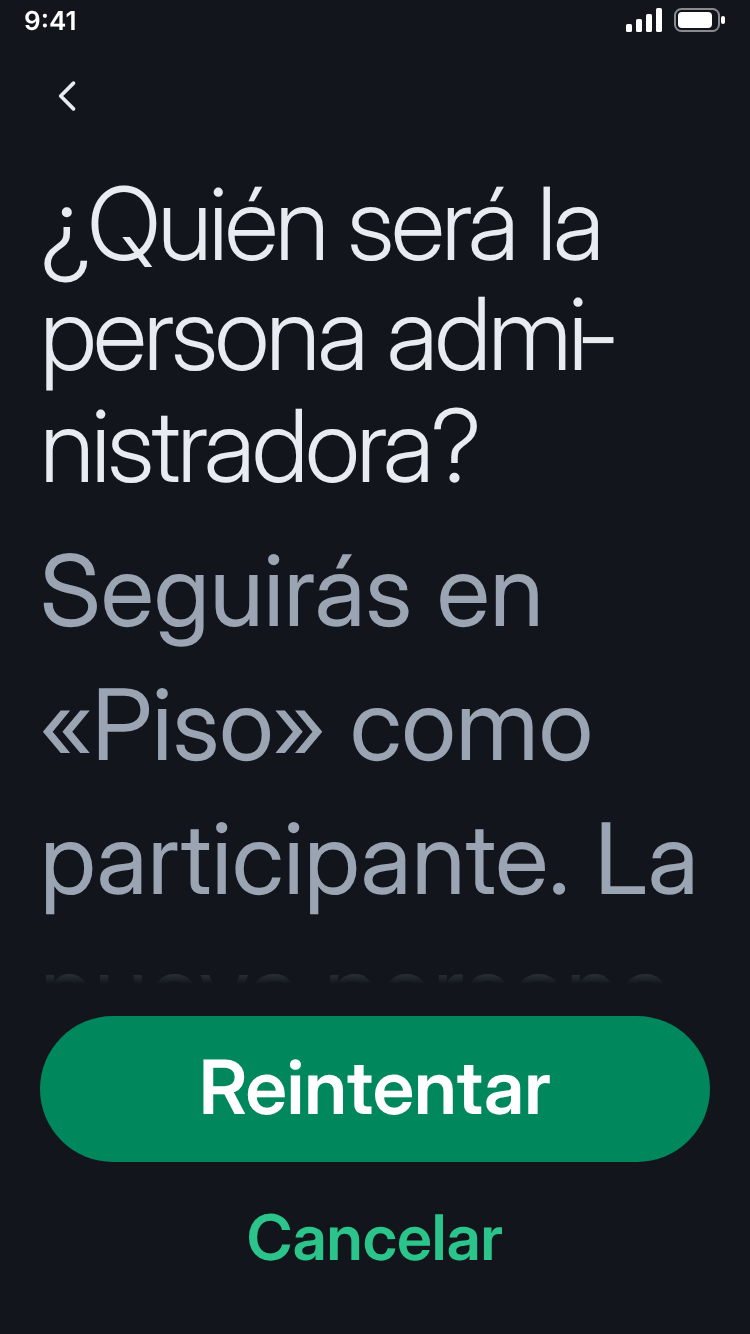 9:41
¿Quién será la
persona admi-
nistradora?
Seguirás en
«Piso» como
participante. La
Reintentar
Cancelar